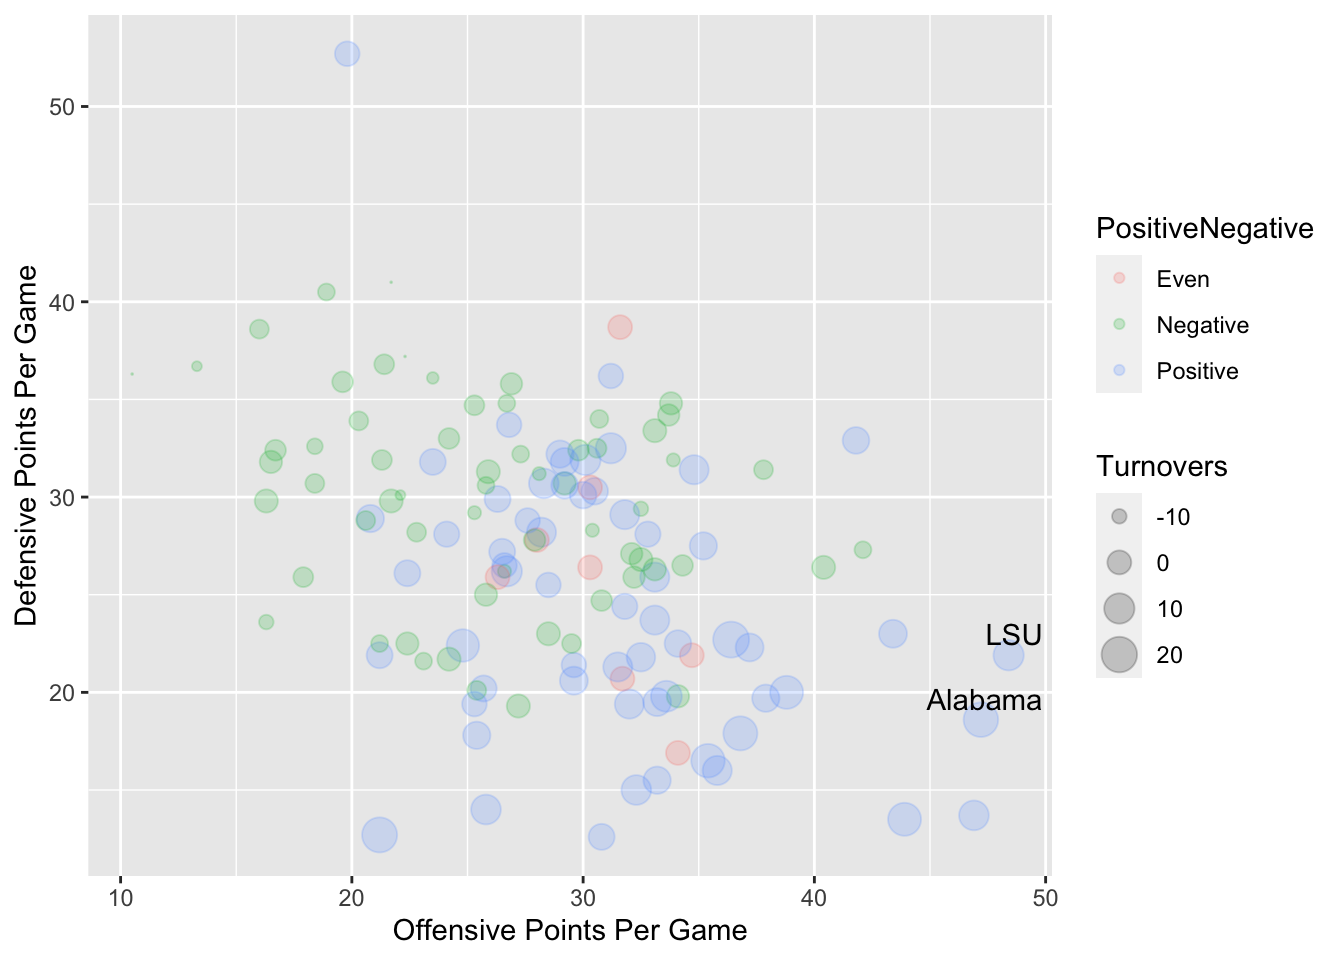 50
40
30
20
Defensive Points Per Game
LSU
Alabama
10
20
30
40
50
Offensive Points Per Game
PositiveNegative
Even
Negative
Positive
Turnovers
-10
0
10
20